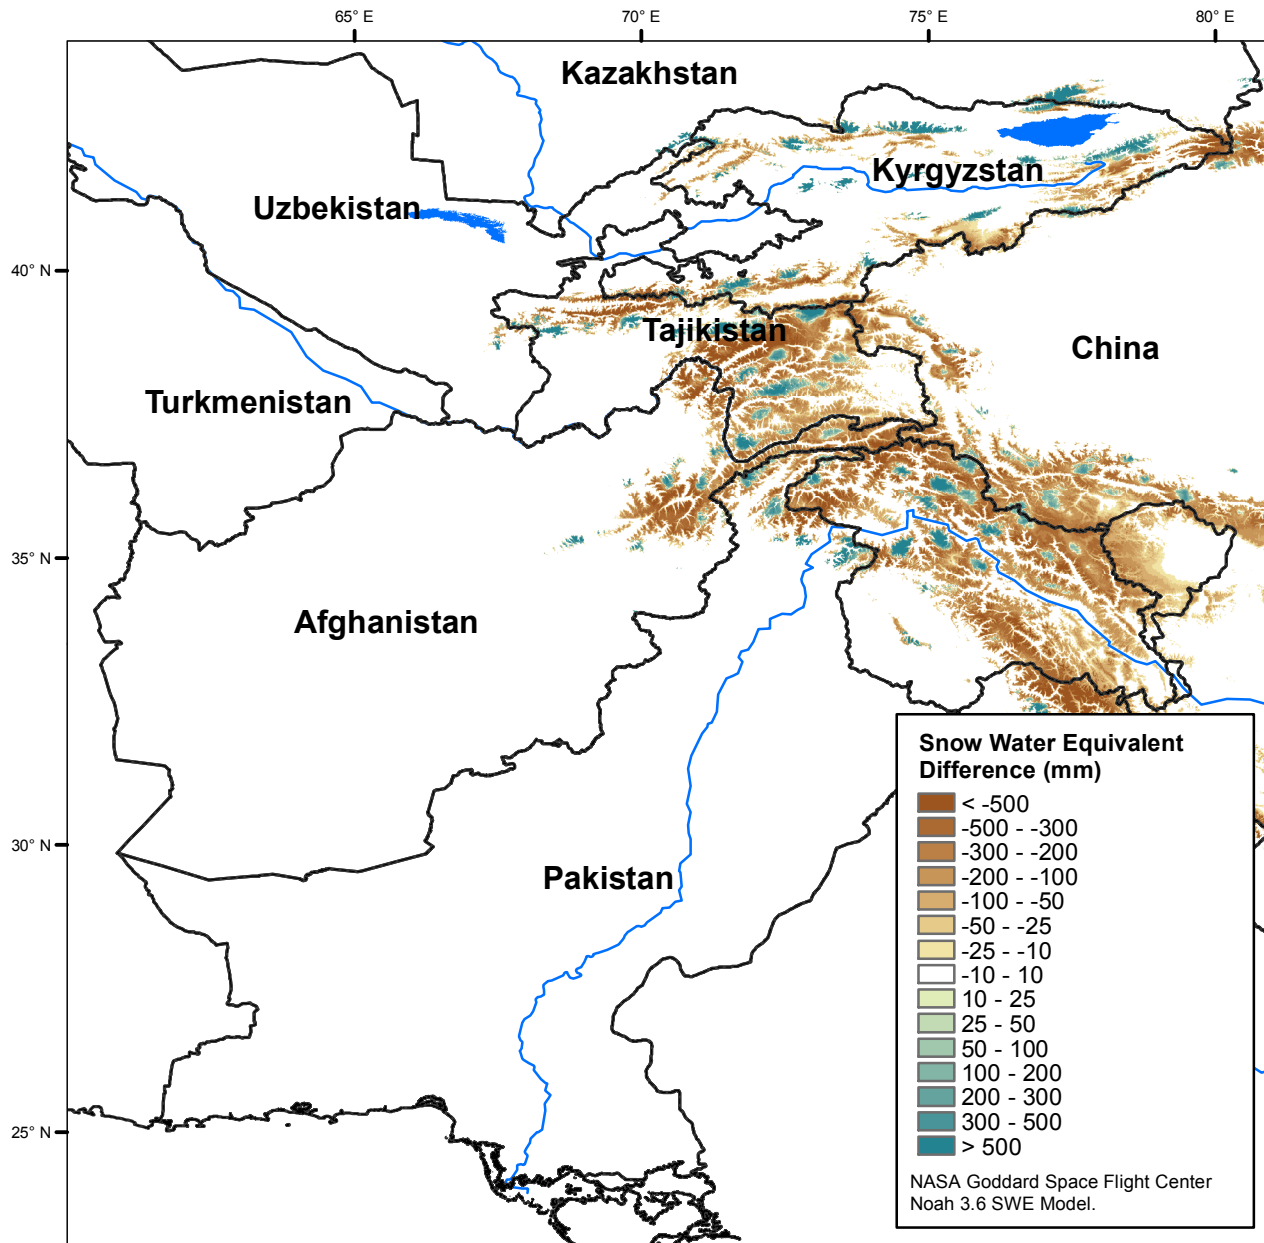 65° E
70° E
75° E
80° E
Kazakhstan
Kyrgyzstan
Uzbekistan
40° N
Tajikistan
China
Turkmenistan
35° N
Afghanistan
30° N
Pakistan
25° N
Snow Water Equivalent
Difference (mm)
< -500
-500 - -300
-300 - -200
-200 - -100
-100 - -50
-50 - -25
-25 - -10
-10 - 10
10 - 25
25 - 50
50 - 100
100 - 200
200 - 300
300 - 500
> 500
NASA Goddard Space Flight Center
Noah 3.6 SWE Model.